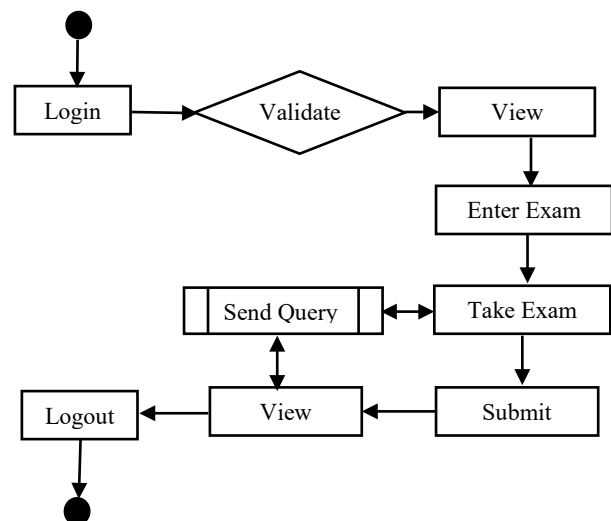 Login
Validate
View
Enter Exam
Send Query
Take Exam
Logout
View
Submit